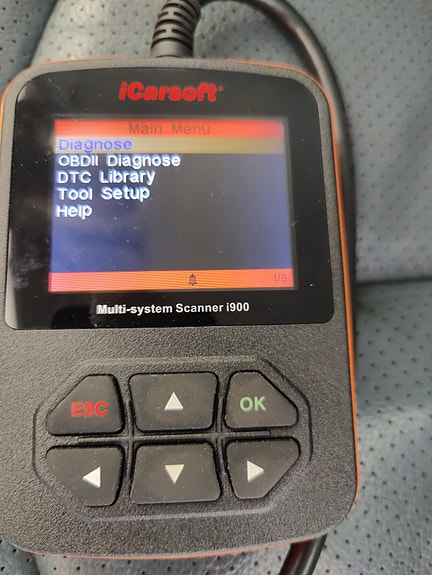 iCarsoft®
Main Menu
Diagnose
OBDII Diagnose
DTC Library
Tool Setup
Help
1/5
Multi-system Scanner i900
ESC
OK